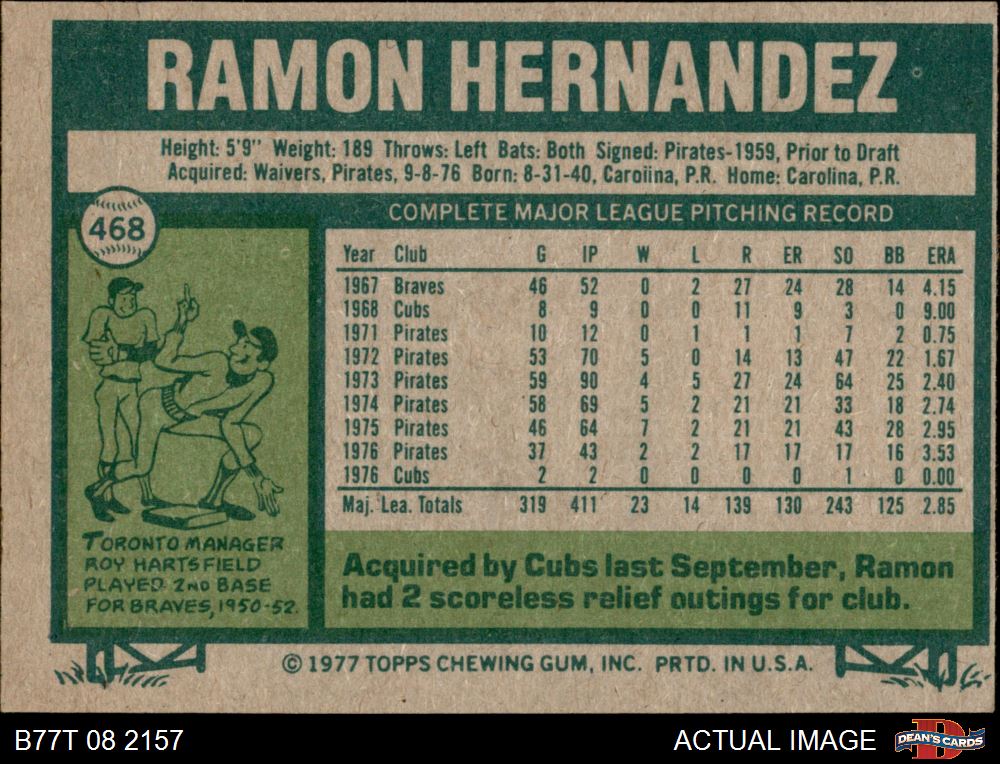 RAMON HERNANDEZ
Height: 5'9" Weight: 189 Throws: Left Bats: Both Signed: Pirates-1959, Prior to Draft
Acquired: Waivers, Pirates, 9-8-76 Born: 8-31-40, Caroiina, P.R. Home: Carolina, P.R.
468
COMPLETE MAJOR LEAGUE PITCHING RECORD
Year Club G IP W L R ER SO BB ERA
1967 Braves 46 52 0 2 27 24 28 14 4.15
1968 Cubs 8 9 0 0 11 9 3 0 9.00
1971 Pirates 10 12 0 1 1 1 7 2 0.75
1972 Pirates 53 70 5 0 14 13 47 22 1.67
1973 Pirates 59 90 4 5 27 24 64 25 2.40
1974 Pirates 58 69 5 2 21 21 33 18 2.74
1975 Pirates 46 64 7 2 21 21 43 28 2.95
1976 Pirates 37 43 2 2 17 17 17 16 3.53
1976 Cubs 2 2 0 0 0 0 1 0 0.00
Maj. Lea. Totals 319 411 23 14 139 130 243 125 2.85
TORONTO MANAGER
ROY HARTSFIELD
PLAYED 2ND BASE
FOR BRAVES, 1950-52.
Acquired by Cubs last September, Ramon
had 2 scoreless relief outings for club.
© 1977 TOPPS CHEWING GUM, INC. PRTD. IN U.S.A.
B77T 08 2157
ACTUAL IMAGE
D
DEAN'S CARDS